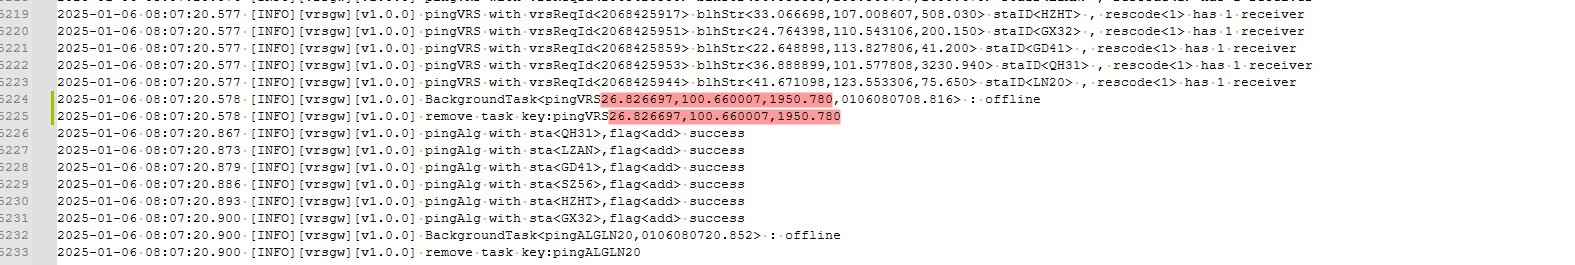 5219 2025-01-06 08:07:20.577 [INFO][vrsgw][v1.0.0] pingVRS with vrsReqId<2068425917> blhStr<33.066698,107.008607,508.030> staID<HZHT> , rescode<1> has 1 receiver
5220 2025-01-06 08:07:20.577 [INFO][vrsgw][v1.0.0] pingVRS with vrsReqId<2068425951> blhStr<24.764398,110.543106,200.150> staID<GX32> , rescode<1> has 1 receiver
5221 2025-01-06 08:07:20.577 [INFO][vrsgw][v1.0.0] pingVRS with vrsReqId<2068425859> blhStr<22.648898,113.827806,41.200> staID<GD41> , rescode<1> has 1 receiver
5222 2025-01-06 08:07:20.577 [INFO][vrsgw][v1.0.0] pingVRS with vrsReqId<2068425953> blhStr<36.888899,101.577808,3230.940> staID<QH31> , rescode<1> has 1 receiver
5223 2025-01-06 08:07:20.577 [INFO][vrsgw][v1.0.0] pingVRS with vrsReqId<2068425944> blhStr<41.671098,123.553306,75.650> staID<LN20> , rescode<1> has 1 receiver
5224 2025-01-06 08:07:20.578 [INFO][vrsgw][v1.0.0] BackgroundTask<pingVRS26.826697,100.660007,1950.780,0106080708.816> : offline
5225 2025-01-06 08:07:20.578 [INFO][vrsgw][v1.0.0] remove task key:pingVRS26.826697,100.660007,1950.780
5226 2025-01-06 08:07:20.867 [INFO][vrsgw][v1.0.0] pingAlg with sta<QH31>,flag<add> success
5227 2025-01-06 08:07:20.873 [INFO][vrsgw][v1.0.0] pingAlg with sta<LZAN>,flag<add> success
5228 2025-01-06 08:07:20.879 [INFO][vrsgw][v1.0.0] pingAlg with sta<GD41>,flag<add> success
5229 2025-01-06 08:07:20.886 [INFO][vrsgw][v1.0.0] pingAlg with sta<SZ56>,flag<add> success
5230 2025-01-06 08:07:20.893 [INFO][vrsgw][v1.0.0] pingAlg with sta<HZHT>,flag<add> success
5231 2025-01-06 08:07:20.900 [INFO][vrsgw][v1.0.0] pingAlg with sta<GX32>,flag<add> success
5232 2025-01-06 08:07:20.900 [INFO][vrsgw][v1.0.0] BackgroundTask<pingALGLN20,0106080720.852> : offline
5233 2025-01-06 08:07:20.900 [INFO][vrsgw][v1.0.0] remove task key:pingALGLN20